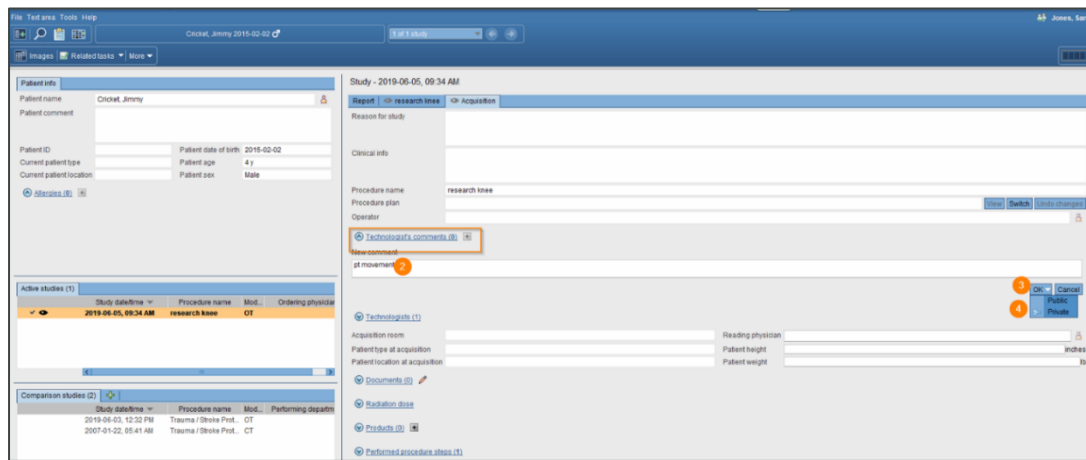 File Text area Tools Help
Jones, Sar
Cricket, Jimmy 2015-02-02
1 of 1 study
Images Related tasks More
Patient info
Patient name Cricket, Jimmy
Patient comment
Patient ID Patient date of birth 2015-02-02
Current patient type Patient age 4 y
Current patient location Patient sex Male
Allergies (0)
Active studies (1)
Study date/time Procedure name Mod... Ordering physician
2019-06-05, 09:34 AM research knee OT
Comparison studies (2)
Study date/time Procedure name Mod... Performing departm
2019-06-03, 12:32 PM Trauma / Stroke Prot... OT
2007-01-22, 05:41 AM Trauma / Stroke Prot... CT
Study - 2019-06-05, 09:34 AM
Report research knee Acquisition
Reason for study
Clinical info
Procedure name research knee
Procedure plan View Switch Undo changes
Operator
Technologist's comments (0)
New comment
pt movement 2
3 OK Cancel
Public
4 Private
Technologists (1)
Acquisition room Reading physician
Patient type at acquisition Patient height inches
Patient location at acquisition Patient weight lb
Documents (0)
Radiation dose
Products (0)
Performed procedure steps (1)